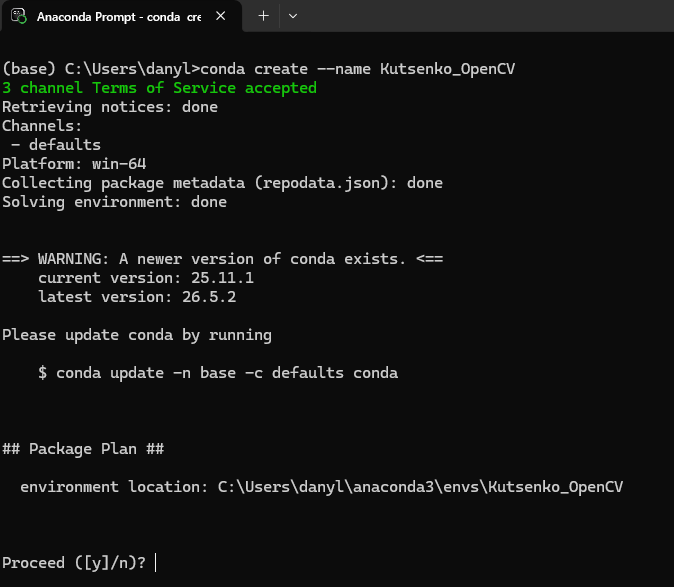 Anaconda Prompt - conda cre
(base) C:\Users\danyl>conda create --name Kutsenko_OpenCV
3 channel Terms of Service accepted
Retrieving notices: done
Channels:
 - defaults
Platform: win-64
Collecting package metadata (repodata.json): done
Solving environment: done
==> WARNING: A newer version of conda exists. <==
    current version: 25.11.1
    latest version: 26.5.2
Please update conda by running
    $ conda update -n base -c defaults conda
## Package Plan ##
  environment location: C:\Users\danyl\anaconda3\envs\Kutsenko_OpenCV
Proceed ([y]/n)?